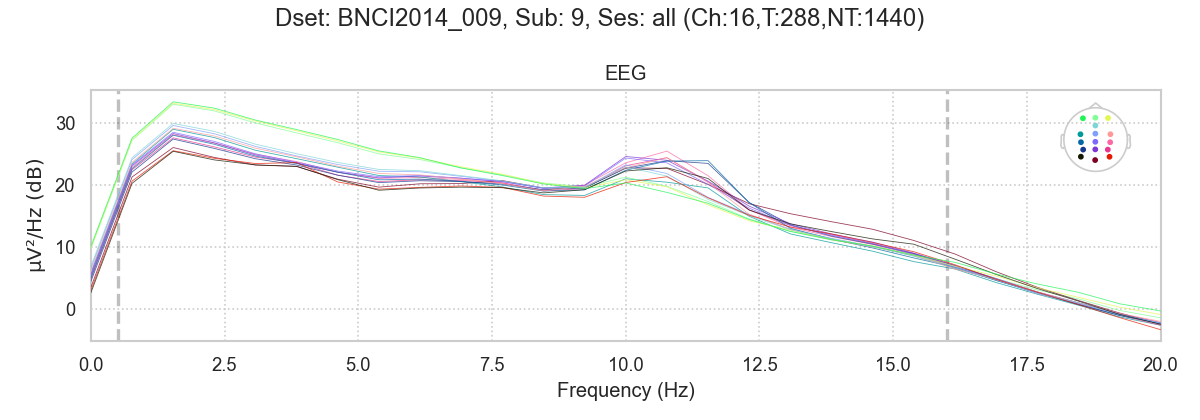 Dset: BNCI2014_009, Sub: 9, Ses: all (Ch:16,T:288,NT:1440)
EEG
µV²/Hz (dB)
30
20
10
0
0.0 2.5 5.0 7.5 10.0 12.5 15.0 17.5 20.0
Frequency (Hz)